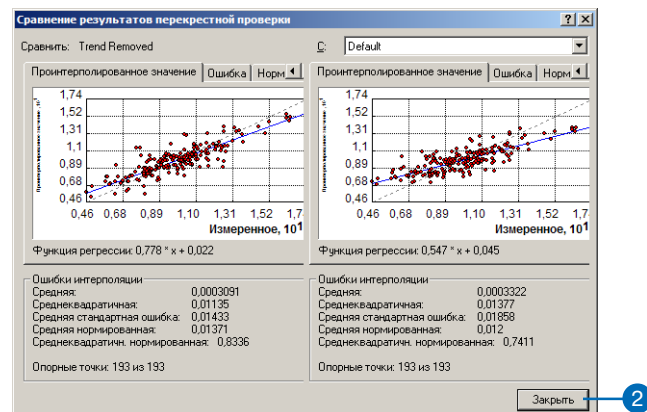 Сравнение результатов перекрестной проверки
Сравнить: Trend Removed
С: Default
Проинтерполированное значение Ошибка Норм
1,74
1,52
1,31
1,1
0,89
0,68
0,46
0,46 0,68 0,89 1,10 1,31 1,52 1,7
Измеренное, 10¹
Функция регрессии: 0,778 * x + 0,022
Ошибки интерполяции
Средняя: 0,0003091
Среднеквадратичная: 0,01135
Средняя стандартная ошибка: 0,01433
Средняя нормированная: 0,01371
Среднеквадратичн. нормированная: 0,8336
Опорные точки: 193 из 193
Проинтерполированное значение Ошибка Норм
1,74
1,52
1,31
1,1
0,89
0,68
0,46
0,46 0,68 0,89 1,10 1,31 1,52 1,7
Измеренное, 10¹
Функция регрессии: 0,547 * x + 0,045
Ошибки интерполяции
Средняя: 0,0003322
Среднеквадратичная: 0,01377
Средняя стандартная ошибка: 0,01858
Средняя нормированная: 0,012
Среднеквадратичн. нормированная: 0,7411
Опорные точки: 193 из 193
Закрыть
2